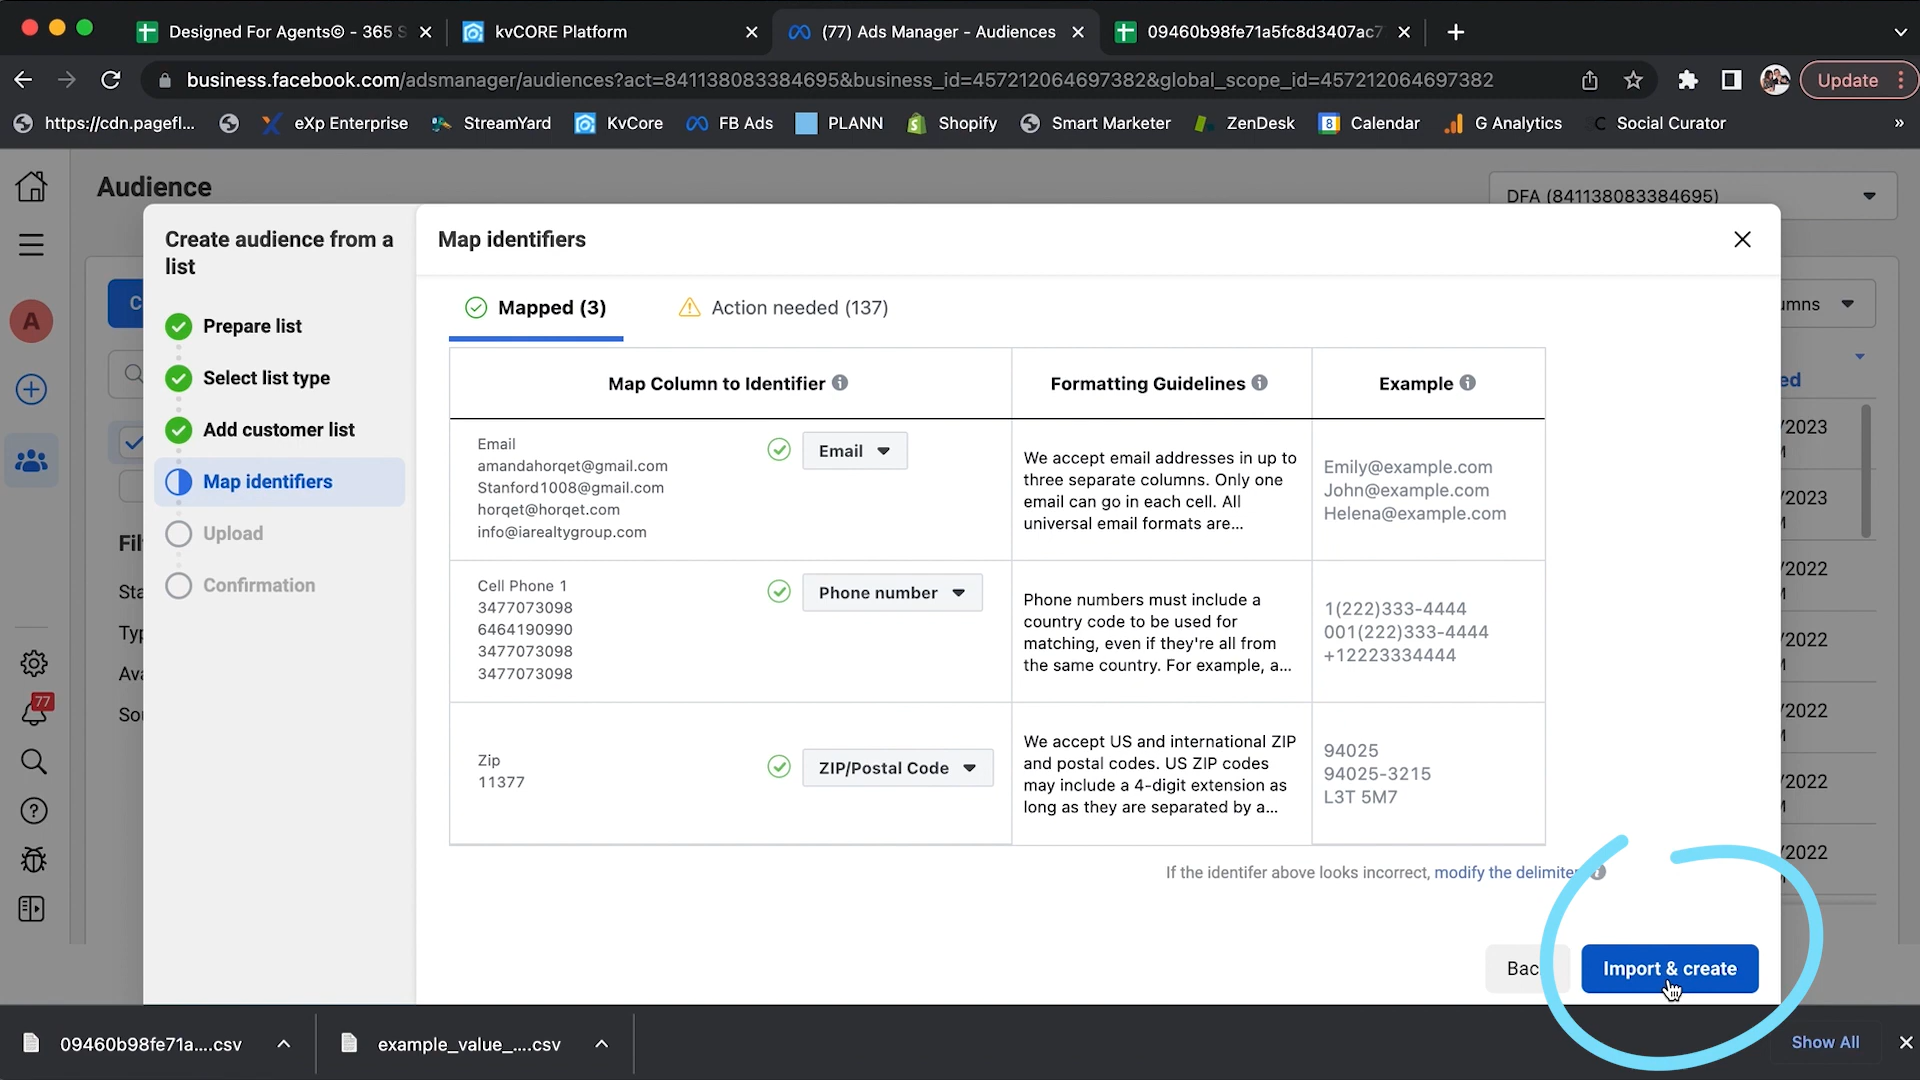 Designed For Agents© - 365 S
kvCORE Platform
(77) Ads Manager - Audiences
09460b98fe71a5fc8d3407ac7
business.facebook.com/adsmanager/audiences?act=841138083384695&business_id=457212064697382&global_scope_id=457212064697382
Update
https://cdn.pagefl...
eXp Enterprise
StreamYard
KvCore
FB Ads
PLANN
Shopify
Smart Marketer
ZenDesk
8
Calendar
G Analytics
Social Curator
»
Audience
DFA (841138083384695)
Create audience from a
list
Prepare list
Select list type
Add customer list
Map identifiers
Upload
Confirmation
A
77
Map identifiers
Mapped (3)
Action needed (137)
Map Column to Identifier
Formatting Guidelines
Example
Email
amandahorqet@gmail.com
Stanford1008@gmail.com
horqet@horqet.com
info@iarealtygroup.com
Email
We accept email addresses in up to
three separate columns. Only one
email can go in each cell. All
universal email formats are...
Emily@example.com
John@example.com
Helena@example.com
Cell Phone 1
3477073098
6464190990
3477073098
3477073098
Phone number
Phone numbers must include a
country code to be used for
matching, even if they're all from
the same country. For example, a...
1(222)333-4444
001(222)333-4444
+12223334444
Zip
11377
ZIP/Postal Code
We accept US and international ZIP
and postal codes. US ZIP codes
may include a 4-digit extension as
long as they are separated by a...
94025
94025-3215
L3T 5M7
If the identifer above looks incorrect, modify the delimiter
Bac
Import & create
umns
ed
/2023
/2023
/2022
/2022
/2022
/2022
/2022
Fil
Sta
Typ
Ava
Sou
09460b98fe71a....csv
example_value_....csv
Show All